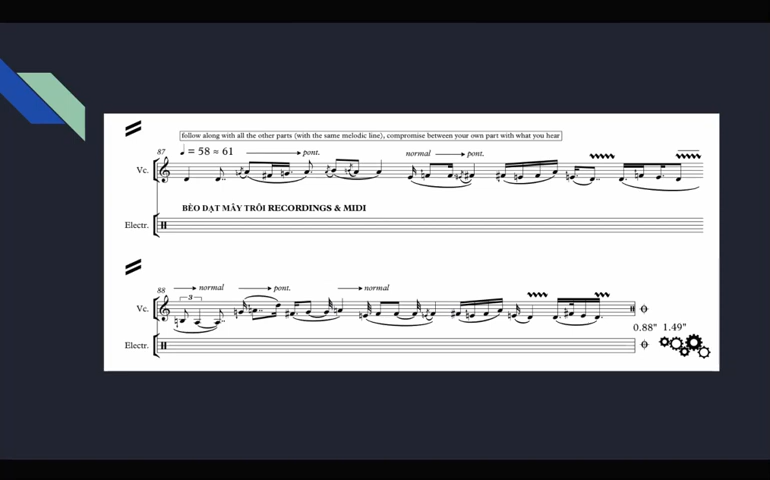 follow along with all the other parts (with the same melodic line), compromise between your own part with what you hear
87 ♩ = 58 ≈ 61 pont. normal pont.
Vc.
BÈO DẠT MÂY TRÔI RECORDINGS & MIDI
Electr.
88 normal pont. normal
3
Vc.
0.88" 1.49"
Electr.